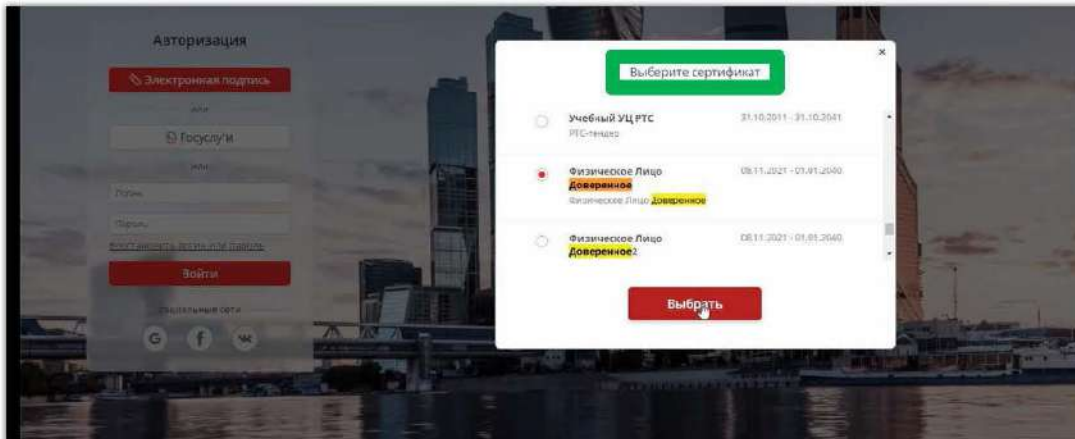 Авторизация
Электронная подпись
или
Госуслуги
или
Логин
Пароль
Восстановить логин или пароль
Войти
Социальные сети
G f
Выберите сертификат
×
Учебный УЦ РТС 31.10.2011 - 31.10.2041
РТС-тендер
Физическое Лицо 08.11.2021 - 01.01.2040
Доверенное
Физическое Лицо Доверенное
Физическое Лицо 08.11.2021 - 01.01.2040
Доверенное2
Выбрать